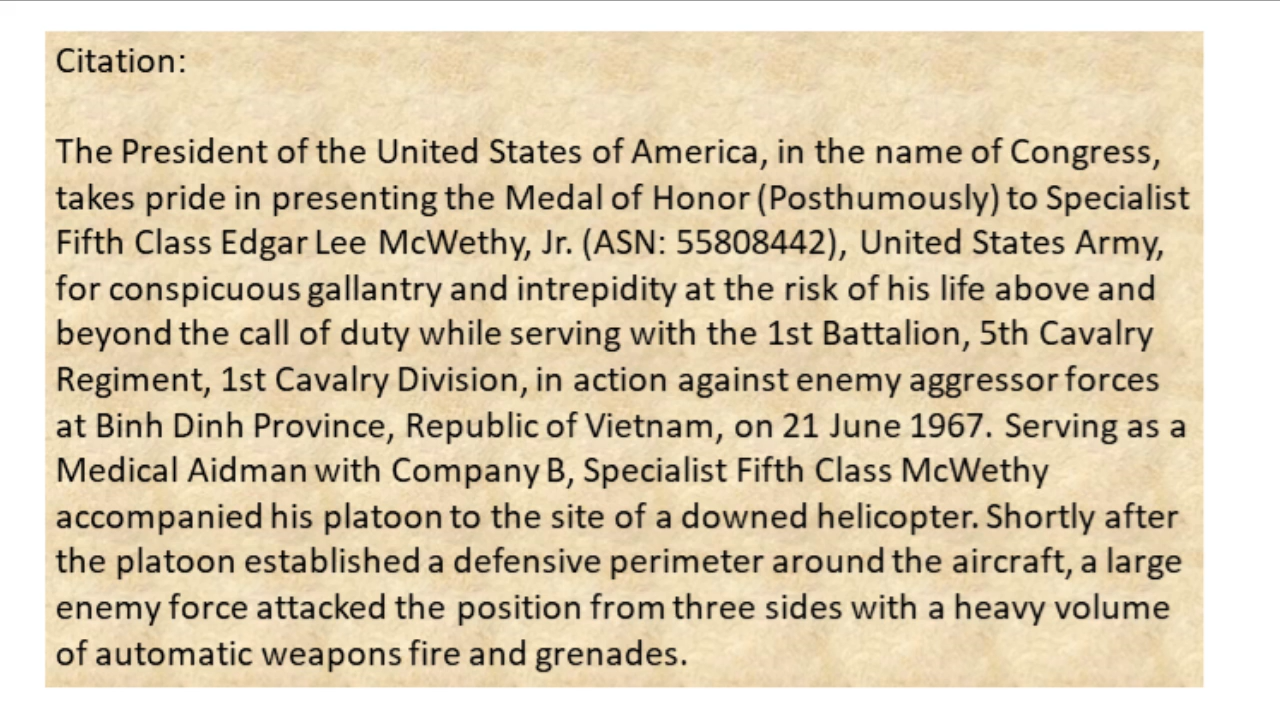 Citation:
The President of the United States of America, in the name of Congress,
takes pride in presenting the Medal of Honor (Posthumously) to Specialist
Fifth Class Edgar Lee McWethy, Jr. (ASN: 55808442), United States Army,
for conspicuous gallantry and intrepidity at the risk of his life above and
beyond the call of duty while serving with the 1st Battalion, 5th Cavalry
Regiment, 1st Cavalry Division, in action against enemy aggressor forces
at Binh Dinh Province, Republic of Vietnam, on 21 June 1967. Serving as a
Medical Aidman with Company B, Specialist Fifth Class McWethy
accompanied his platoon to the site of a downed helicopter. Shortly after
the platoon established a defensive perimeter around the aircraft, a large
enemy force attacked the position from three sides with a heavy volume
of automatic weapons fire and grenades.